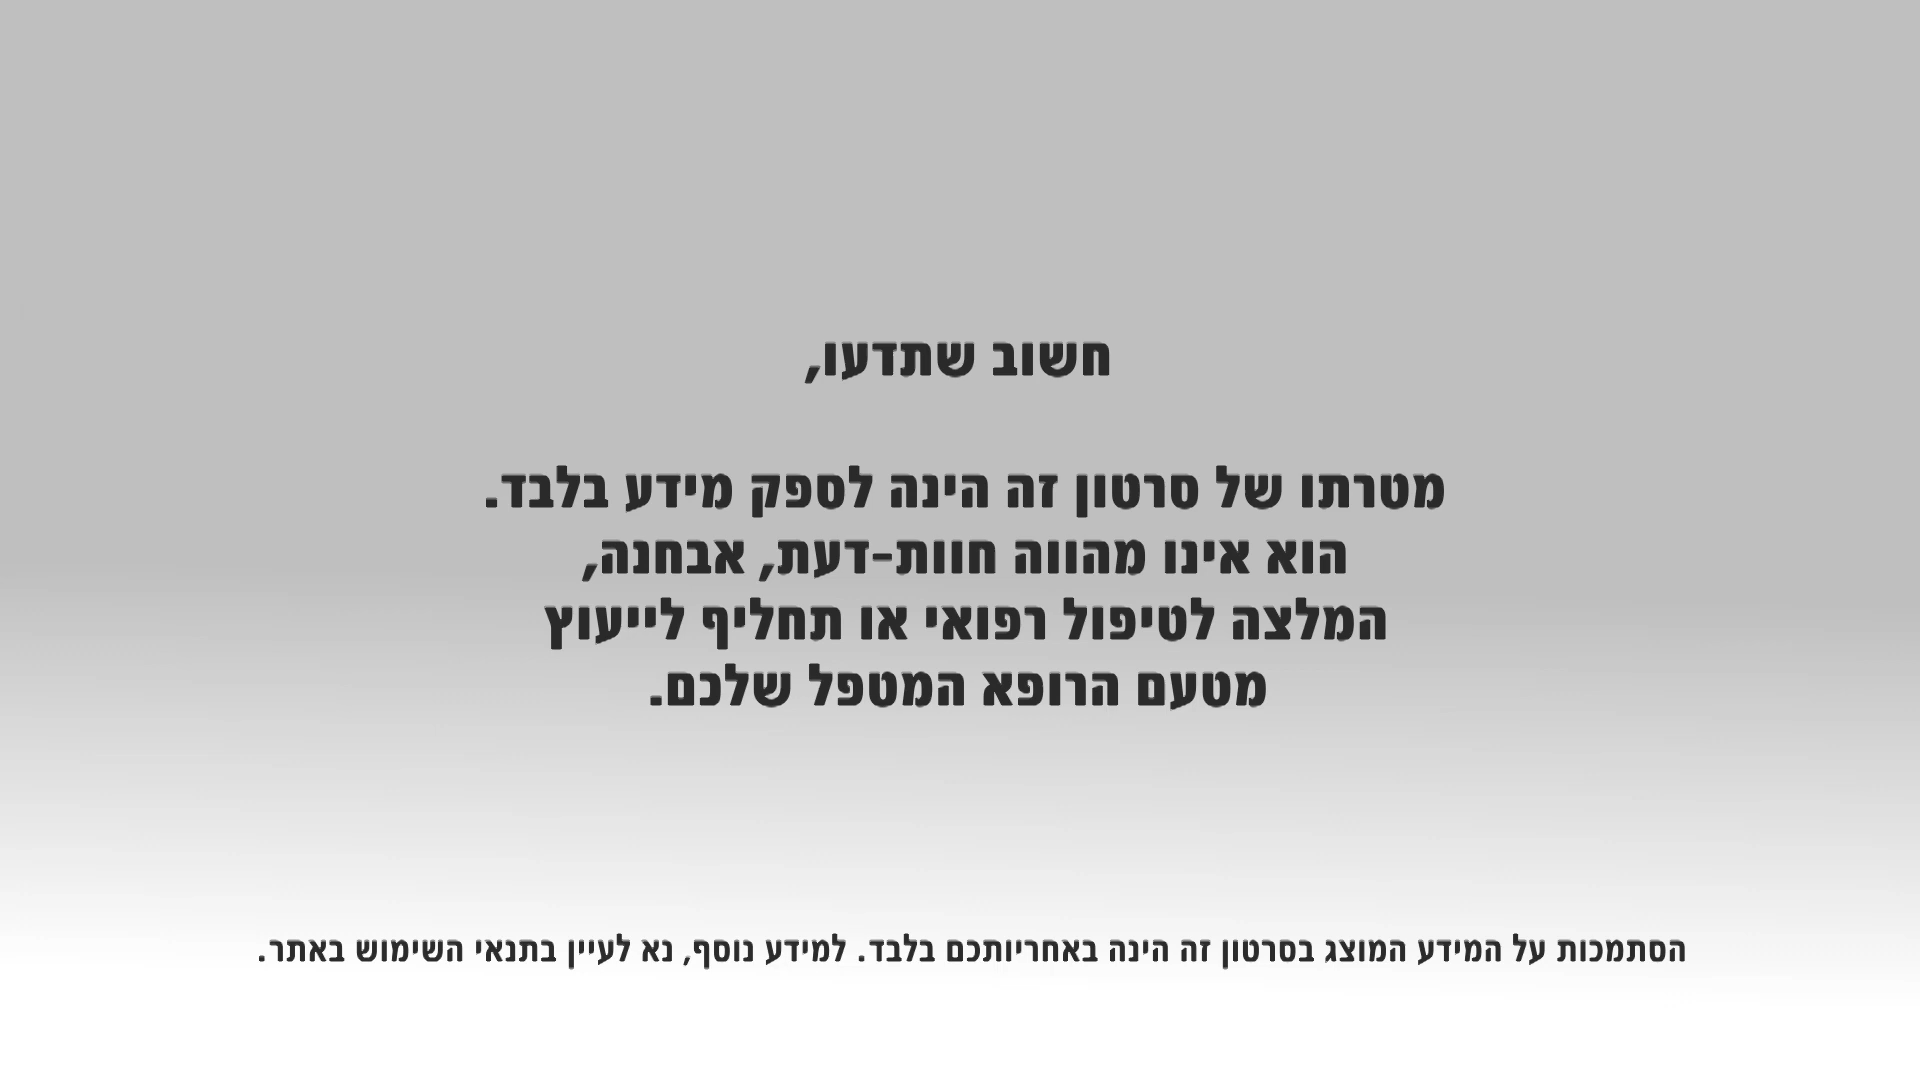 חשוב שתדעו,
מטרתו של סרטון זה הינה לספק מידע בלבד.
הוא אינו מהווה חוות-דעת, אבחנה,
המלצה לטיפול רפואי או תחליף לייעוץ
מטעם הרופא המטפל שלכם.
הסתמכות על המידע המוצג בסרטון זה הינה באחריותכם בלבד. למידע נוסף, נא לעיין בתנאי השימוש באתר.